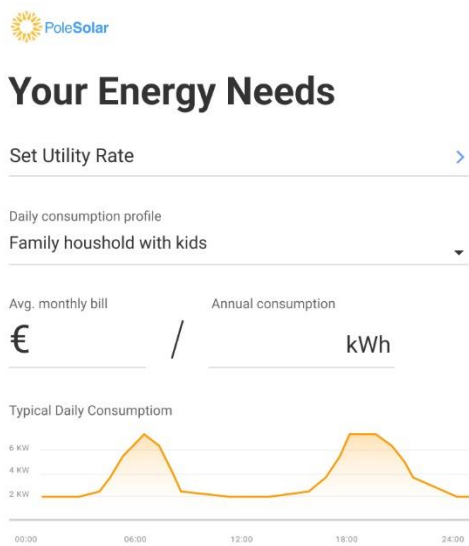 PoleSolar
Your Energy Needs
Set Utility Rate
Daily consumption profile
Family houshold with kids
Avg. monthly bill
Annual consumption
€ / kWh
Typical Daily Consumptiom
6 KW
4 KW
2 KW
00:00 06:00 12:00 18:00 24:00